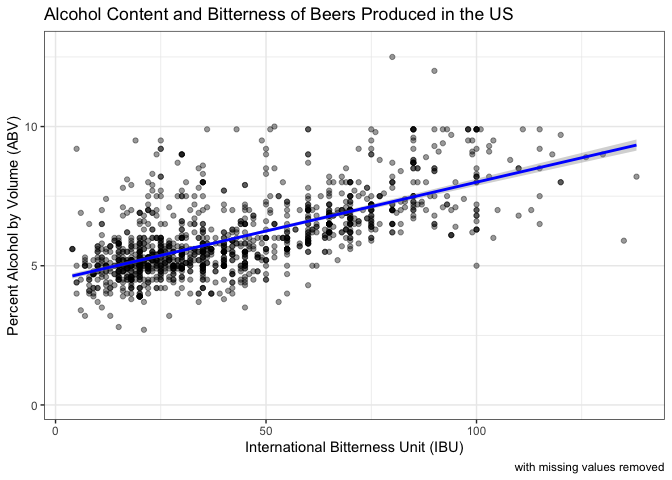 Alcohol Content and Bitterness of Beers Produced in the US
Percent Alcohol by Volume (ABV)
10
5
0
0 50 100
International Bitterness Unit (IBU)
with missing values removed